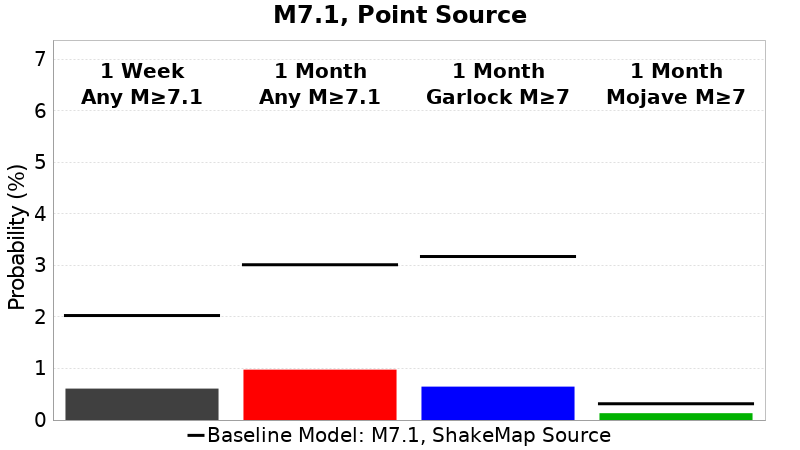 M7.1, Point Source
1 Week
Any M≥7.1
1 Month
Any M≥7.1
1 Month
Garlock M≥7
1 Month
Mojave M≥7
Probability (%)
7
6
5
4
3
2
1
0
Baseline Model: M7.1, ShakeMap Source